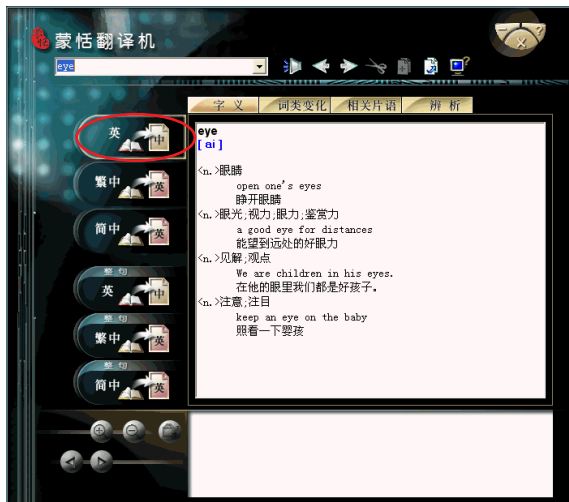 蒙恬翻译机
eye
字 义 词类变化 相关片语 辨 析
英 中
繁中 英
简中 英
整 句
英 中
整 句
繁中 英
整 句
简中 英
eye
[ ai ]
<n.>眼睛
open one's eyes
睁开眼睛
<n.>眼光;视力;眼力;鉴赏力
a good eye for distances
能望到远处的好眼力
<n.>见解;观点
We are children in his eyes.
在他的眼里我们都是好孩子。
<n.>注意;注目
keep an eye on the baby
照看一下婴孩